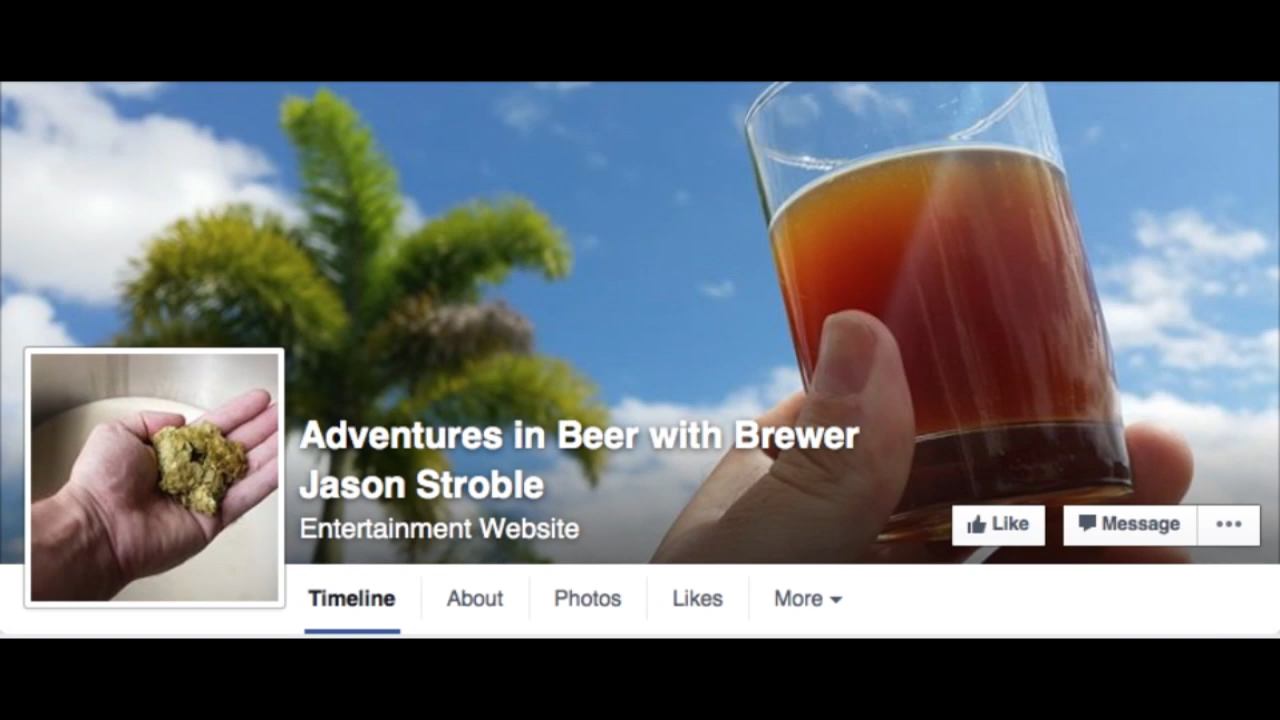 Adventures in Beer with Brewer
Jason Stroble
Entertainment Website
Like
Message
Timeline
About
Photos
Likes
More